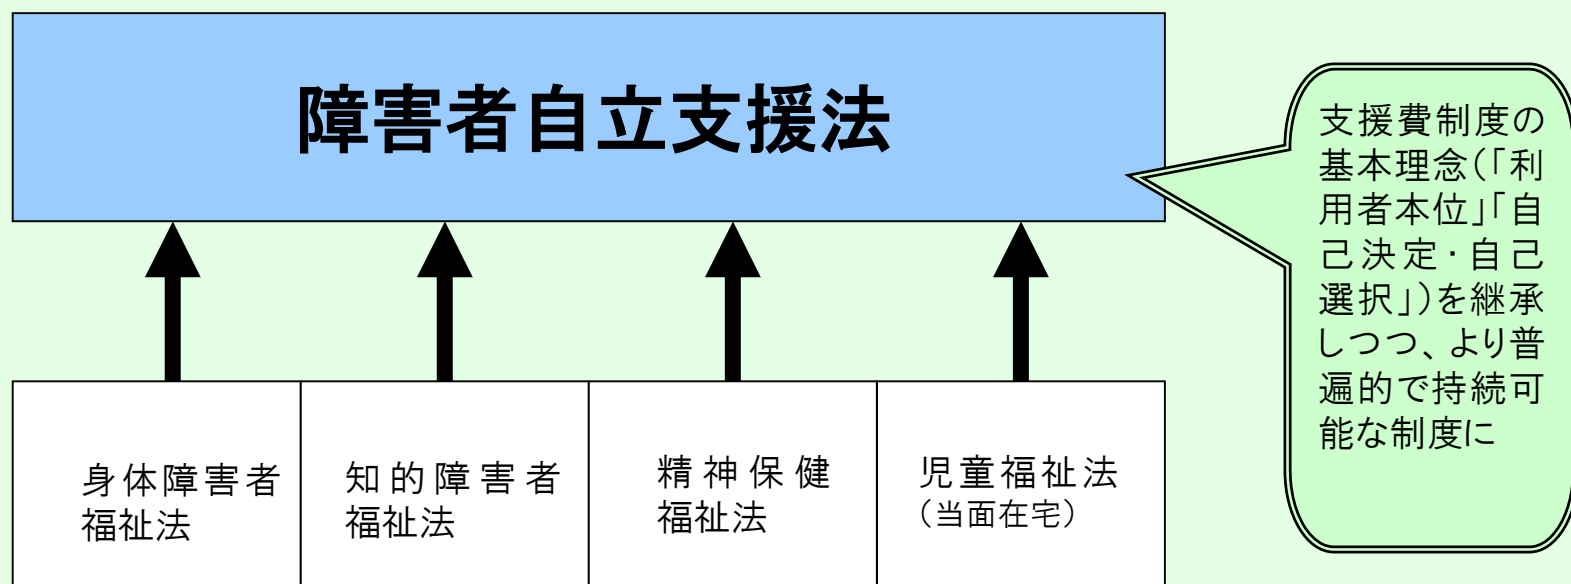 障害者自立支援法
支援費制度の
基本理念(「利
用者本位」「自
己決定・自己
選択」)を継承
しつつ、より普
遍的で持続可
能な制度に
身体障害者
福祉法
知的障害者
福祉法
精神保健
福祉法
児童福祉法
(当面在宅)